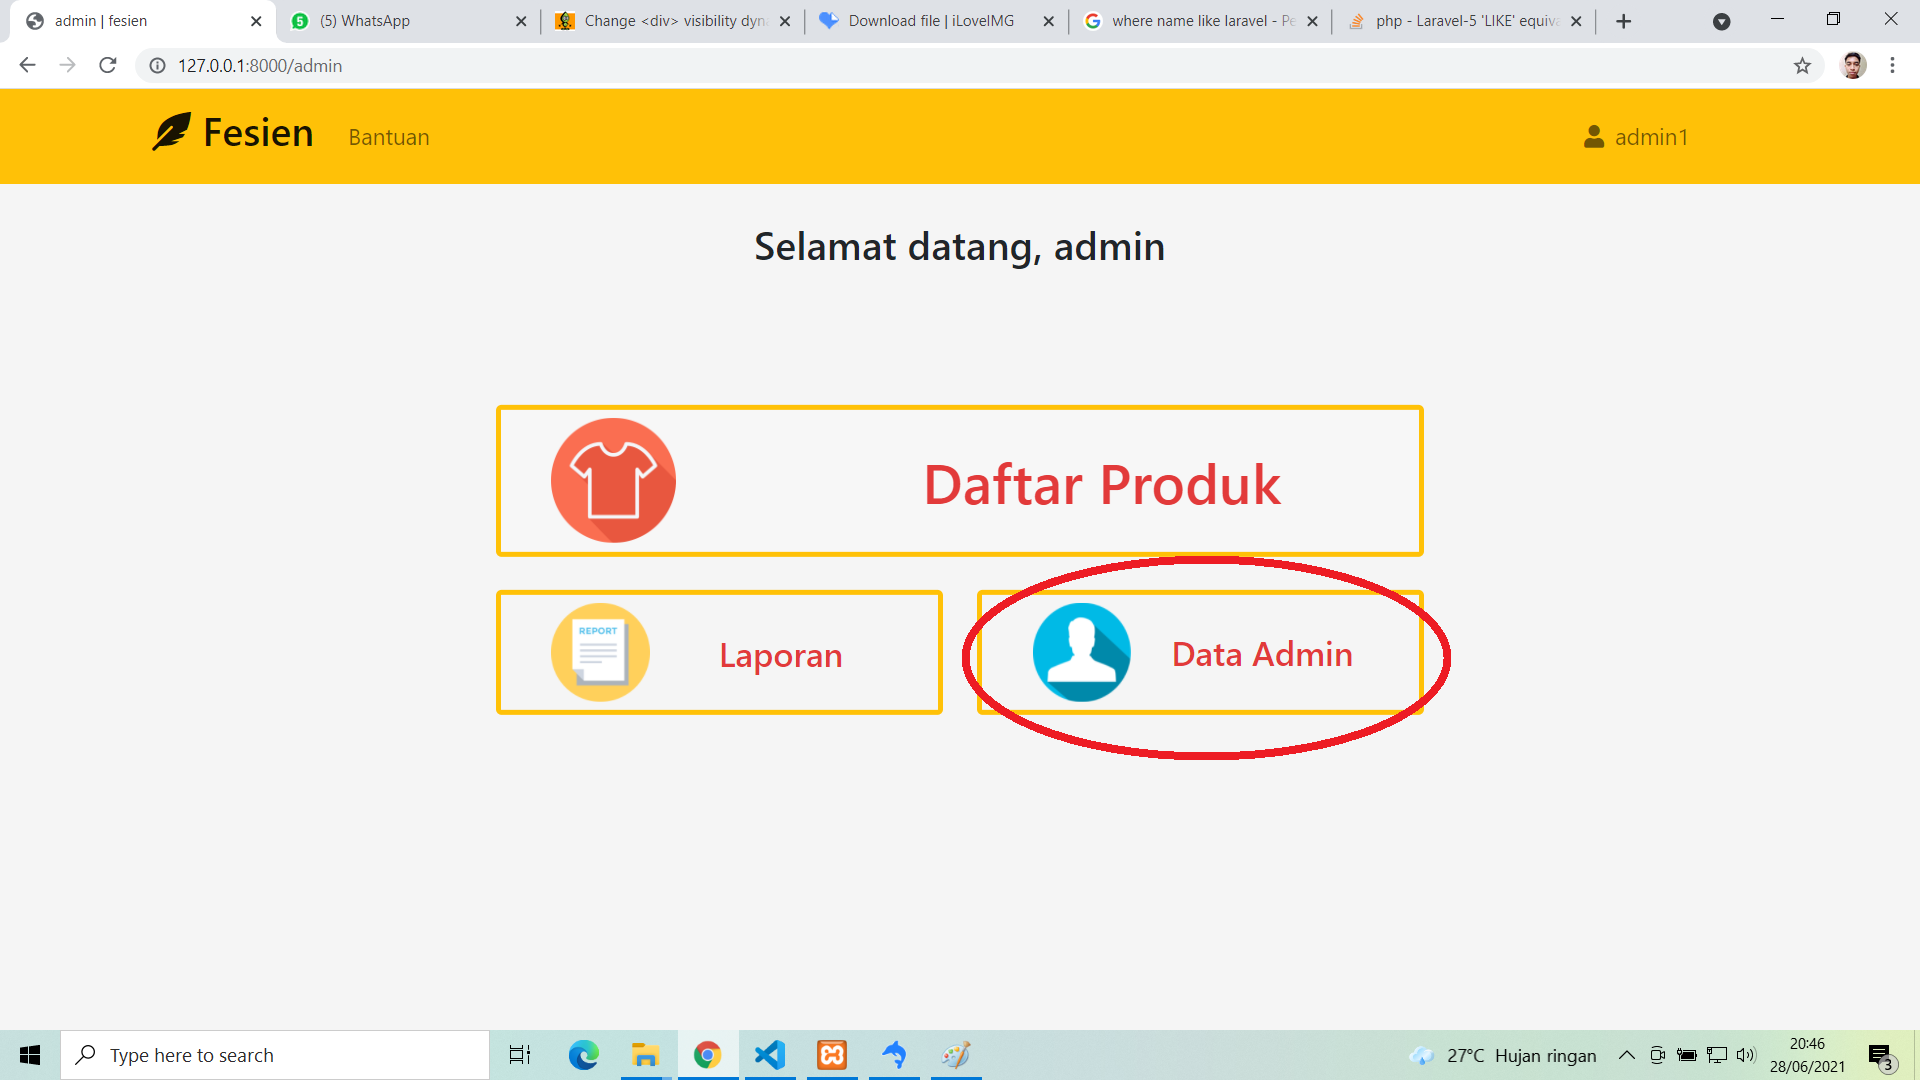 admin | fesien
(5) WhatsApp
Change <div> visibility dyn
Download file | iLoveIMG
where name like laravel - Pe
php - Laravel-5 'LIKE' equiva
127.0.0.1:8000/admin
Fesien
Bantuan
admin1
Selamat datang, admin
Daftar Produk
REPORT
Laporan
Data Admin
Type here to search
27°C Hujan ringan
20:46
28/06/2021
3